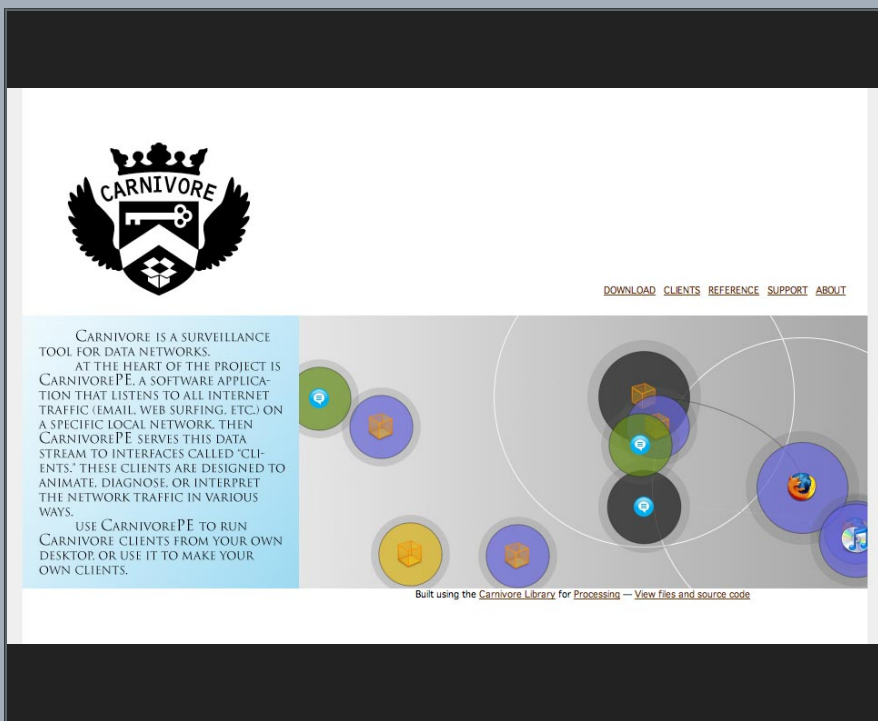 CARNIVORE
DOWNLOAD CLIENTS REFERENCE SUPPORT ABOUT
CARNIVORE IS A SURVEILLANCE
TOOL FOR DATA NETWORKS.
AT THE HEART OF THE PROJECT IS
CARNIVOREPE, A SOFTWARE APPLICA-
TION THAT LISTENS TO ALL INTERNET
TRAFFIC (EMAIL, WEB SURFING, ETC.) ON
A SPECIFIC LOCAL NETWORK. THEN
CARNIVOREPE SERVES THIS DATA
STREAM TO INTERFACES CALLED "CLI-
ENTS." THESE CLIENTS ARE DESIGNED TO
ANIMATE, DIAGNOSE, OR INTERPRET
THE NETWORK TRAFFIC IN VARIOUS
WAYS.
USE CARNIVOREPE TO RUN
CARNIVORE CLIENTS FROM YOUR OWN
DESKTOP, OR USE IT TO MAKE YOUR
OWN CLIENTS.
Built using the Carnivore Library for Processing — View files and source code